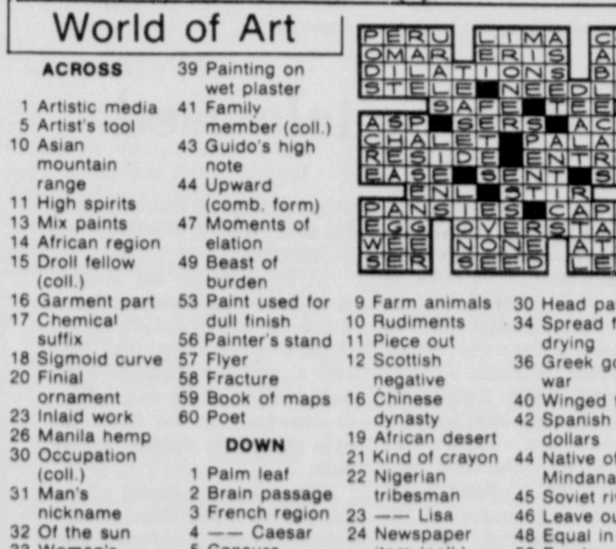 World of Art
ACROSS
1 Artistic media
5 Artist's tool
10 Asian
mountain
range
11 High spirits
13 Mix paints
14 African region
15 Droll fellow
(coll.)
16 Garment part
17 Chemical
suffix
18 Sigmoid curve
20 Finial
ornament
23 Inlaid work
26 Manila hemp
30 Occupation
(coll.)
31 Man's
nickname
32 Of the sun
39 Painting on
wet plaster
41 Family
member (coll.)
43 Guido's high
note
44 Upward
(comb. form)
47 Moments of
elation
49 Beast of
burden
53 Paint used for
dull finish
56 Painter's stand
57 Flyer
58 Fracture
59 Book of maps
60 Poet
DOWN
1 Palm leaf
2 Brain passage
3 French region
4 —— Caesar
PERU LIMA
OMAR ERIS
DILATIONS
STELE NEEDL
SAFE TEE
ASP SERS AC
CHALET PALA
RESIDE ENTR
EASE SENT S
ENL STIR
PANSIES CAP
EGG OVERSTA
WEE NONE AT
SER SEED LE
9 Farm animals
10 Rudiments
11 Piece out
12 Scottish
negative
16 Chinese
dynasty
19 African desert
21 Kind of crayon
22 Nigerian
tribesman
23 —— Lisa
24 Newspaper
30 Head pa
34 Spread f
drying
36 Greek go
war
40 Winged
42 Spanish
dollars
44 Native of
Mindana
45 Soviet riv
46 Leave ou
48 Equal in